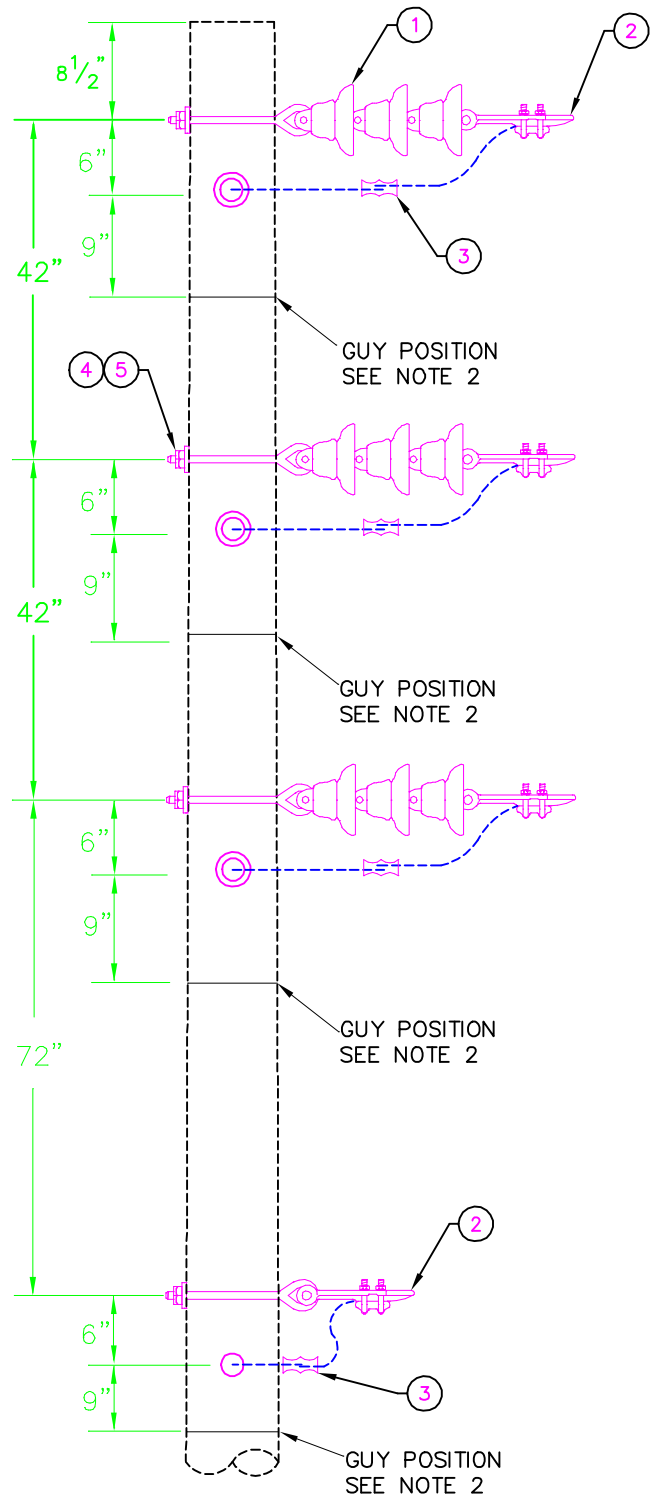 1
2
8 1/2"
6"
3
9"
42"
GUY POSITION
SEE NOTE 2
4 5
6"
9"
42"
GUY POSITION
SEE NOTE 2
6"
9"
GUY POSITION
SEE NOTE 2
72"
2
6"
3
9"
GUY POSITION
SEE NOTE 2